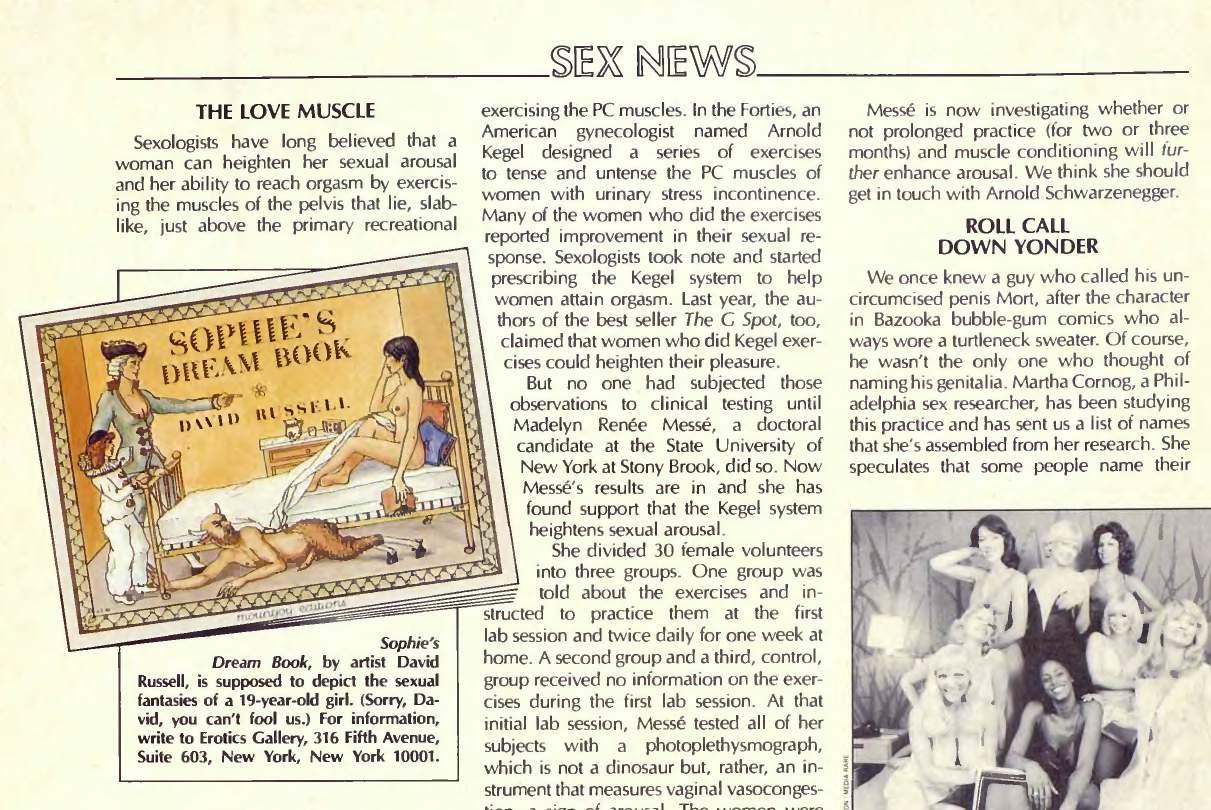 SEX NEWS
THE LOVE MUSCLE
Sexologists have long believed that a
woman can heighten her sexual arousal
and her ability to reach orgasm by exercis-
ing the muscles of the pelvis that lie, slab-
like, just above the primary recreational
SOPHIE'S
DREAM BOOK
DAVID RUSSELL
editions
Sophie's
Dream Book, by artist David
Russell, is supposed to depict the sexual
fantasies of a 19-year-old girl. (Sorry, Da-
vid, you can't fool us.) For information,
write to Erotics Gallery, 316 Fifth Avenue,
Suite 603, New York, New York 10001.
exercising the PC muscles. In the Forties, an
American gynecologist named Arnold
Kegel designed a series of exercises
to tense and untense the PC muscles of
women with urinary stress incontinence.
Many of the women who did the exercises
reported improvement in their sexual re-
sponse. Sexologists took note and started
prescribing the Kegel system to help
women attain orgasm. Last year, the au-
thors of the best seller The G Spot, too,
claimed that women who did Kegel exer-
cises could heighten their pleasure.
But no one had subjected those
observations to clinical testing until
Madelyn Renée Messé, a doctoral
candidate at the State University of
New York at Stony Brook, did so. Now
Messé's results are in and she has
found support that the Kegel system
heightens sexual arousal.
She divided 30 female volunteers
into three groups. One group was
told about the exercises and in-
structed to practice them at the first
lab session and twice daily for one week at
home. A second group and a third, control,
group received no information on the exer-
cises during the first lab session. At that
initial lab session, Messé tested all of her
subjects with a photoplethysmograph,
which is not a dinosaur but, rather, an in-
strument that measures vaginal vasoconges-
tion, a sign of arousal. The women were
Messé is now investigating whether or
not prolonged practice (for two or three
months) and muscle conditioning will fur-
ther enhance arousal. We think she should
get in touch with Arnold Schwarzenegger.
ROLL CALL
DOWN YONDER
We once knew a guy who called his un-
circumcised penis Mort, after the character
in Bazooka bubble-gum comics who al-
ways wore a turtleneck sweater. Of course,
he wasn't the only one who thought of
naming his genitalia. Martha Cornog, a Phil-
adelphia sex researcher, has been studying
this practice and has sent us a list of names
that she's assembled from her research. She
speculates that some people name their
MEDIA RARE